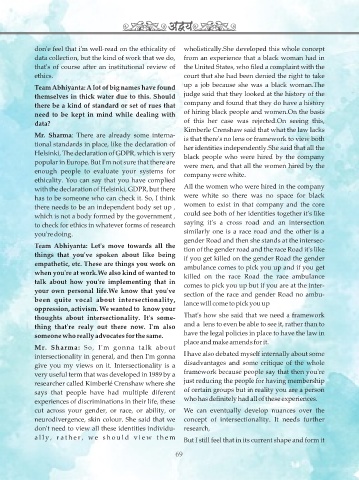 अद्वय
don't feel that i'm well-read on the ethicality of
data collection, but the kind of work that we do,
that's of course after an institutional review of
ethics.
Team Abhiyanta: A lot of big names have found
themselves in thick water due to this. Should
there be a kind of standard or set of rues that
need to be kept in mind while dealing with
data?
Mr. Sharma: There are already some interna-
tional standards in place, like the declaration of
Helsinki, The declaration of GDPR, which is very
popular in Europe. But I'm not sure that there are
enough people to evaluate your systems for
ethicality. You can say that you have complied
with the declaration of Helsinki, GDPR, but there
has to be someone who can check it. So, I think
there needs to be an independent body set up ,
which is not a body formed by the government ,
to check for ethics in whatever forms of research
you're doing.
Team Abhiyanta: Let's move towards all the
things that you've spoken about like being
empathetic, etc. These are things you work on
when you're at work.We also kind of wanted to
talk about how you're implementing that in
your own personal life.We know that you've
been quite vocal about intersectionality,
oppression, activism. We wanted to know your
thoughts about intersectionality. It's some-
thing that're realy out there now. I'm also
someone who really advocates for the same.
Mr. Sharma: So, I'm gonna talk about
intersectionality in general, and then I'm gonna
give you my views on it. Intersectionality is a
very useful term that was developed in 1989 by a
researcher called Kimberlé Crenshaw where she
says that people have had multiple diferent
experiences of discriminations in their life, these
cut across your gender, or race, or ability, or
neurodivergence, skin colour. She said that we
don't need to view all these identities individu-
ally, rather, we should view them
wholistically.She developed this whole concept
from an experience that a black woman had in
the United States, who filed a complaint with the
court that she had been denied the right to take
up a job because she was a black woman.The
judge said that they looked at the history of the
company and found that they do have a history
of hiring black people and women.On the basis
of this her case was rejected.On seeing this,
Kimberle Crenshaw said that what the law lacks
is that there's no lens or framework to view both
her identities independently.She said that all the
black people who were hired by the company
were men, and that all the women hired by the
company were white.
All the women who were hired in the company
were white so there was no space for black
women to exist in that company and the core
could see both of her identities together it's like
saying it's a cross road and an intersection
similarly one is a race road and the other is a
gender Road and then she stands at the intersec-
tion of the gender road and the race Road it's like
if you get killed on the gender Road the gender
ambulance comes to pick you up and if you get
killed on the race Road the race ambulance
comes to pick you up but if you are at the inter-
section of the race and gender Road no ambu-
lance will come to pick you up
That's how she said that we need a framework
and a lens to even be able to see it, rather than to
have the legal policies in place to have the law in
place and make amends for it.
I have also debated myself internally about some
disadvantages and some critique of the whole
framework because people say that then you're
just reducing the people for having membership
of certain groups but in reality you are a person
who has definitely had all of these experiences.
We can eventually develop nuances over the
concept of intersectionality. It needs further
research.
But I still feel that in its current shape and form it
69